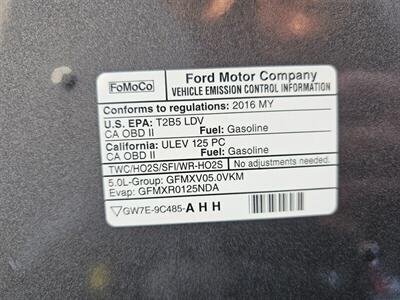 FoMoCo
Ford Motor Company
VEHICLE EMISSION CONTROL INFORMATION
Conforms to regulations: 2016 MY
U.S. EPA: T2B5 LDV
CA OBD II Fuel: Gasoline
California: ULEV 125 PC
CA OBD II Fuel: Gasoline
TWC/HO2S/SFI/WR-HO2S No adjustments needed.
5.0L-Group: GFMXV05.0VKM
Evap: GFMXR0125NDA
GW7E-9C485-AHH